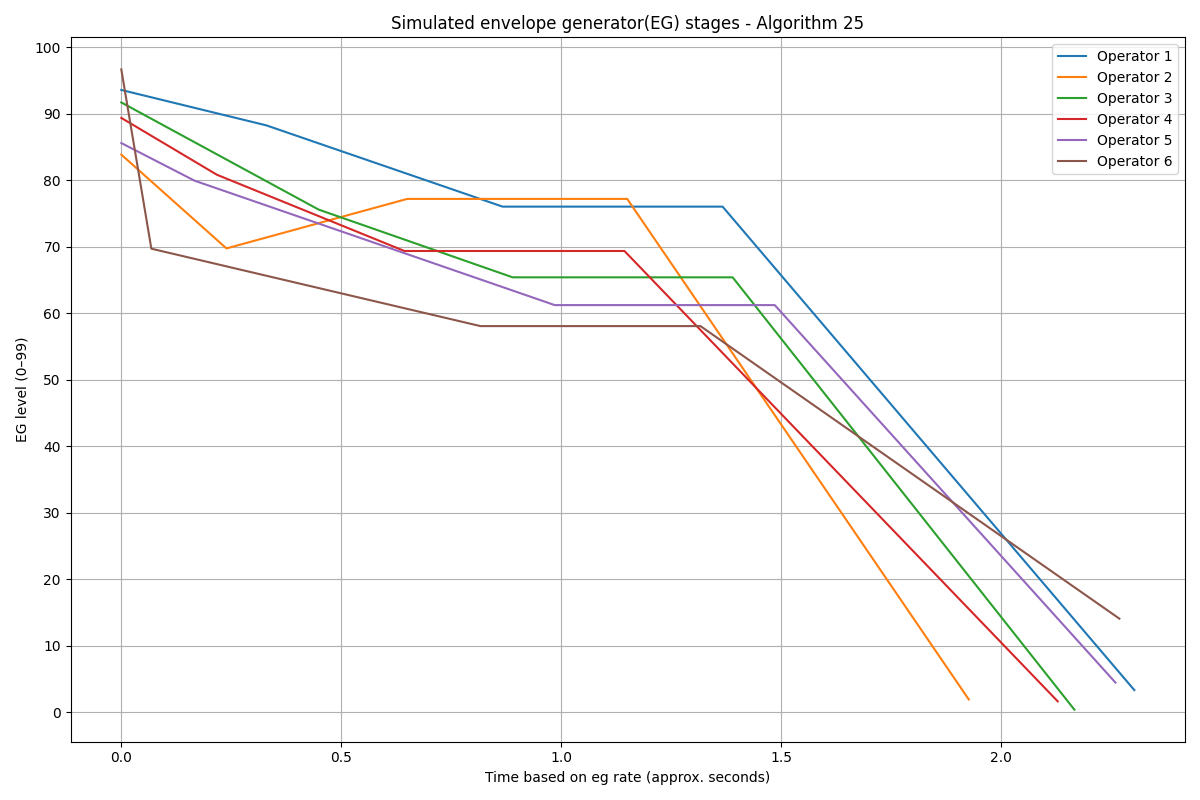 Simulated envelope generator(EG) stages - Algorithm 25
100
90
80
70
60
50
40
30
20
10
0
EG level (0–99)
0.0
0.5
1.0
1.5
2.0
Time based on eg rate (approx. seconds)
Operator 1
Operator 2
Operator 3
Operator 4
Operator 5
Operator 6